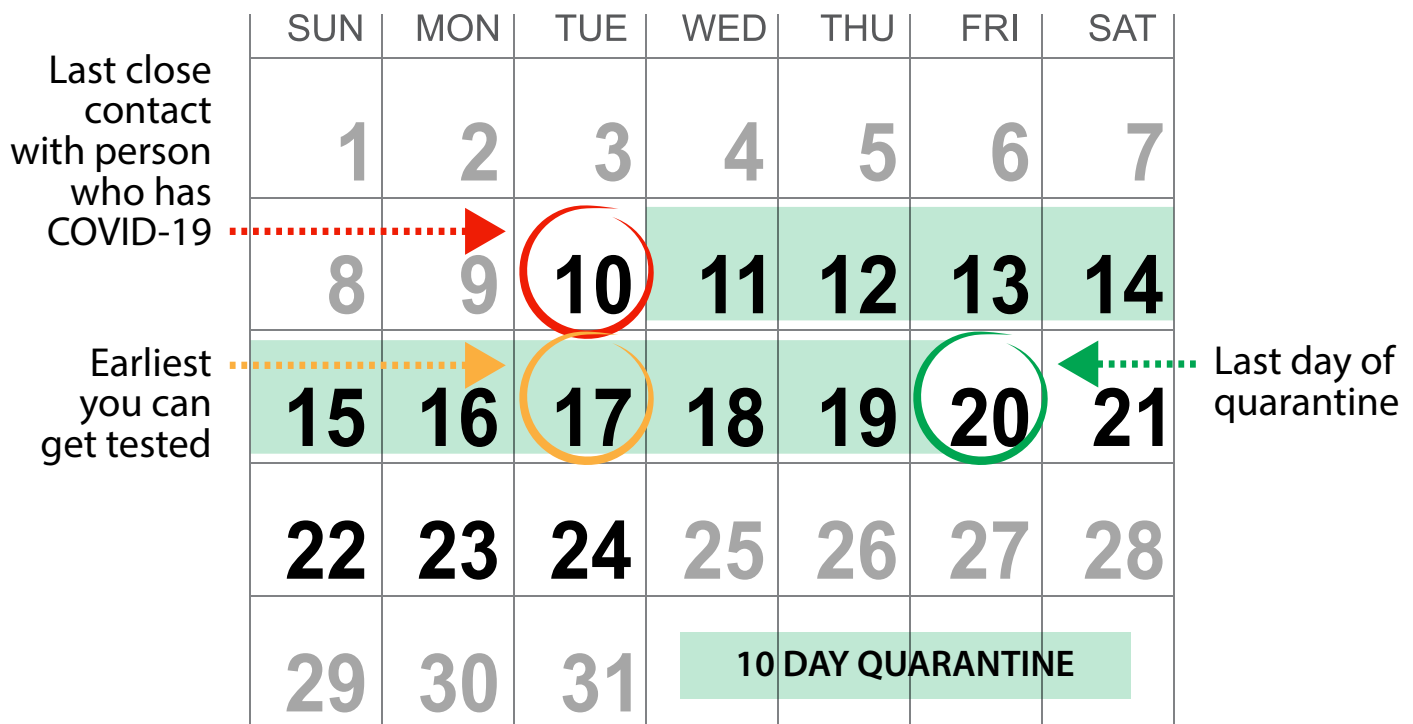 SUN MON TUE WED THU FRI SAT
Last close
contact
with person
who has
COVID-19
1 2 3 4 5 6 7
8 9 10 11 12 13 14
Earliest
you can
get tested
15 16 17 18 19 20 21
Last day of
quarantine
22 23 24 25 26 27 28
29 30 31
10 DAY QUARANTINE